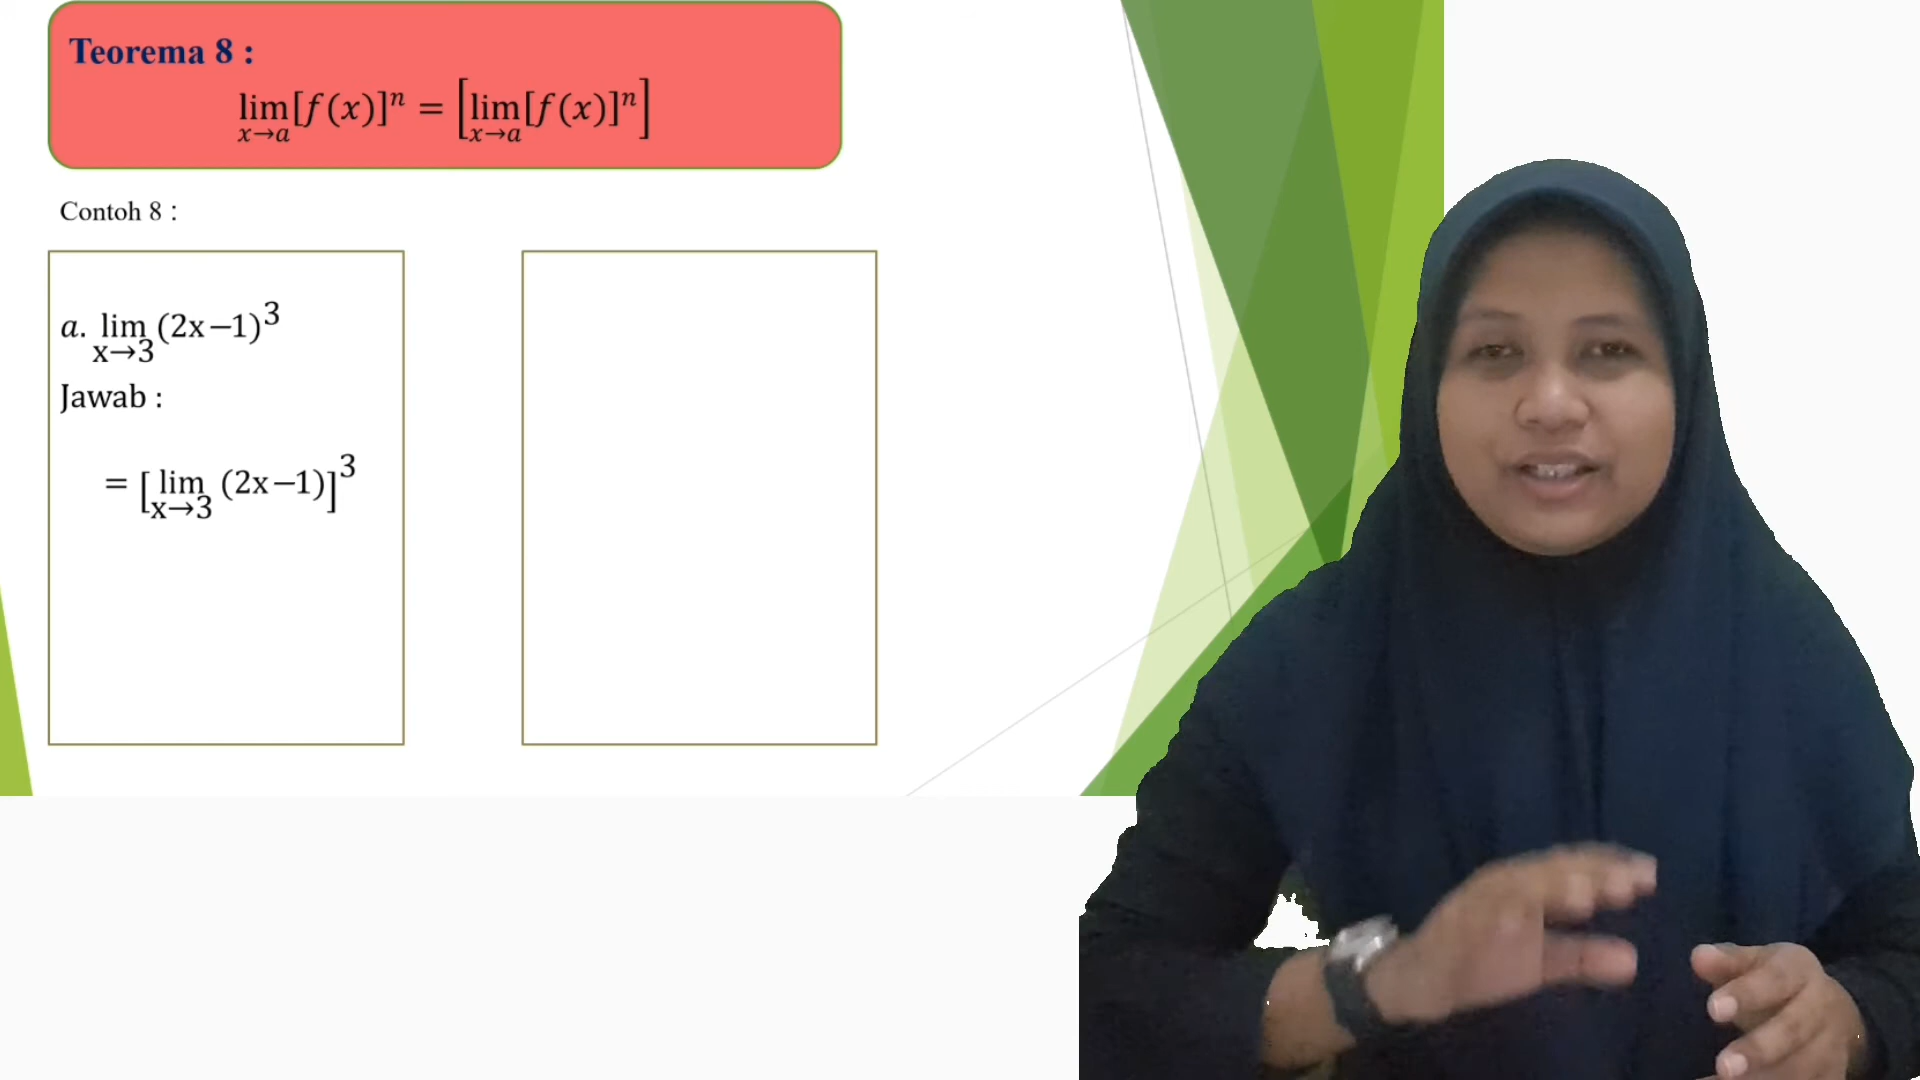 Teorema 8 :
lim x→a [f(x)]ⁿ = [lim x→a [f(x)]ⁿ]
Contoh 8 :
a. lim x→3 (2x−1)³
Jawab :
= [lim x→3 (2x−1)]³